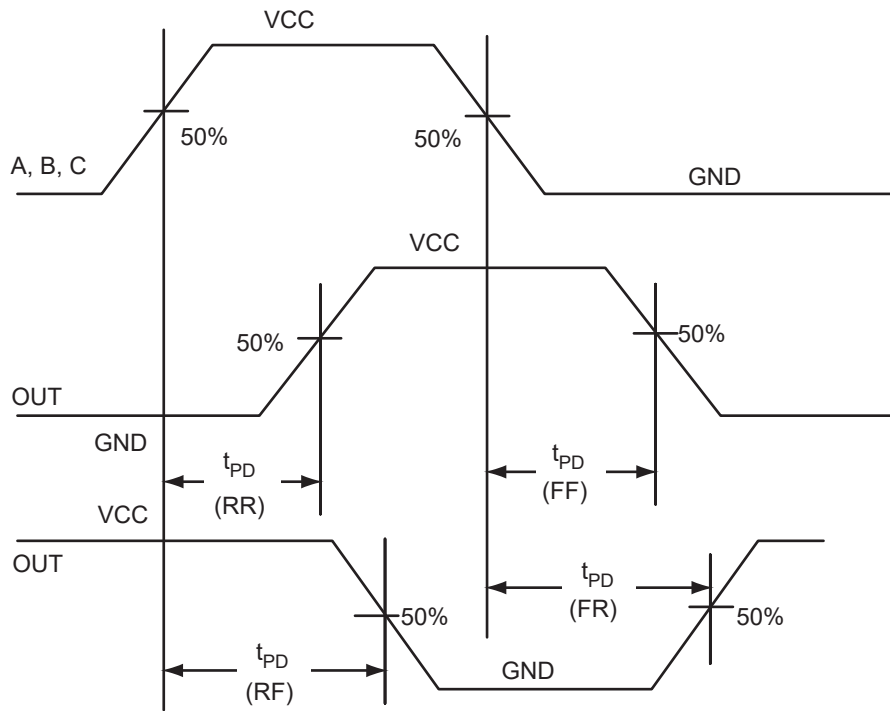 VCC
50%
50%
A, B, C
GND
VCC
50%
50%
OUT
GND
tPD
(RR)
tPD
(FF)
VCC
OUT
tPD
(FR)
50%
50%
tPD
(RF)
GND